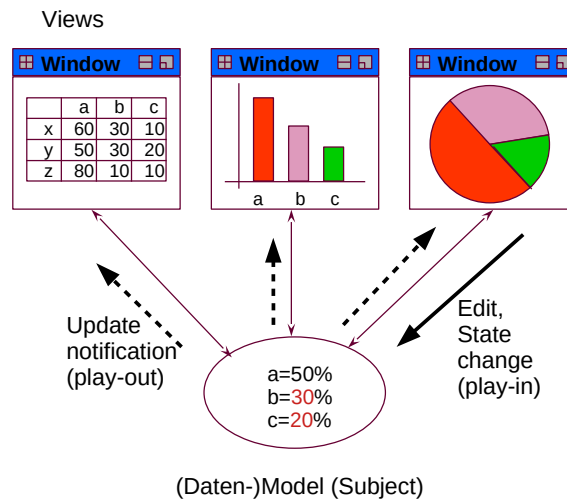 Views
Window
Window
Window
a b c
x 60 30 10
y 50 30 20
z 80 10 10
a b c
Update
notification
(play-out)
Edit,
State
change
(play-in)
a=50%
b=30%
c=20%
(Daten-)Model (Subject)